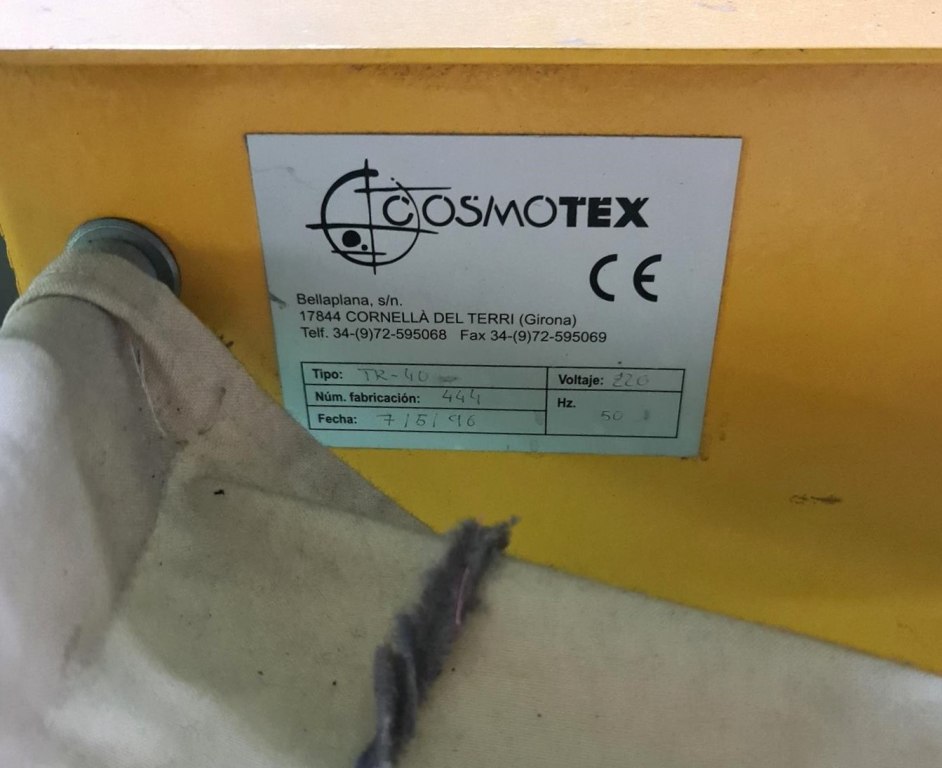 COSMOTEX
CE
Bellaplana, s/n.
17844 CORNELLÀ DEL TERRI (Girona)
Telf. 34-(9)72-595068 Fax 34-(9)72-595069
Tipo: TR-40
Voltaje: 220
Núm. fabricación: 444
Hz. 50
Fecha: 7/5/96